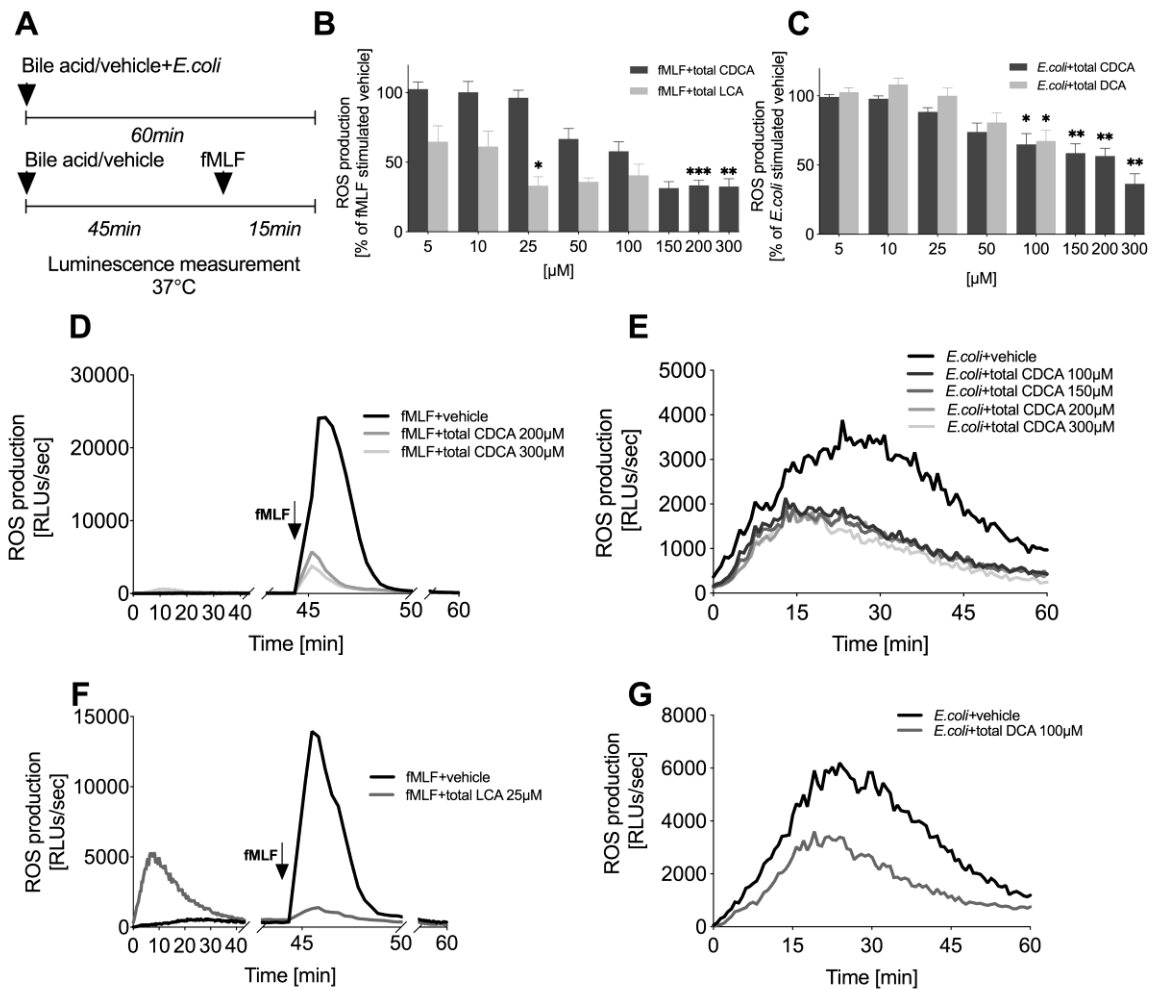 A
Bile acid/vehicle+E.coli
60min
Bile acid/vehicle fMLF
45min 15min
Luminescence measurement
37°C
B
ROS production
[% of fMLF stimulated vehicle]
fMLF+total CDCA
fMLF+total LCA
100
50
0
* *** **
5 10 25 50 100 150 200 300
[µM]
C
ROS production
[% of E.coli stimulated vehicle]
E.coli+total CDCA
E.coli+total DCA
100
50
0
* * ** ** **
5 10 25 50 100 150 200 300
[µM]
D
ROS production
[RLUs/sec]
30000
20000
10000
0
fMLF+vehicle
fMLF+total CDCA 200µM
fMLF+total CDCA 300µM
fMLF
0 10 20 30 40 45 50 60
Time [min]
E
ROS production
[RLUs/sec]
5000
4000
3000
2000
1000
0
E.coli+vehicle
E.coli+total CDCA 100µM
E.coli+total CDCA 150µM
E.coli+total CDCA 200µM
E.coli+total CDCA 300µM
0 15 30 45 60
Time [min]
F
ROS production
[RLUs/sec]
15000
10000
5000
0
fMLF+vehicle
fMLF+total LCA 25µM
fMLF
0 10 20 30 40 45 50 60
Time [min]
G
ROS production
[RLUs/sec]
8000
6000
4000
2000
0
E.coli+vehicle
E.coli+total DCA 100µM
0 15 30 45 60
Time [min]